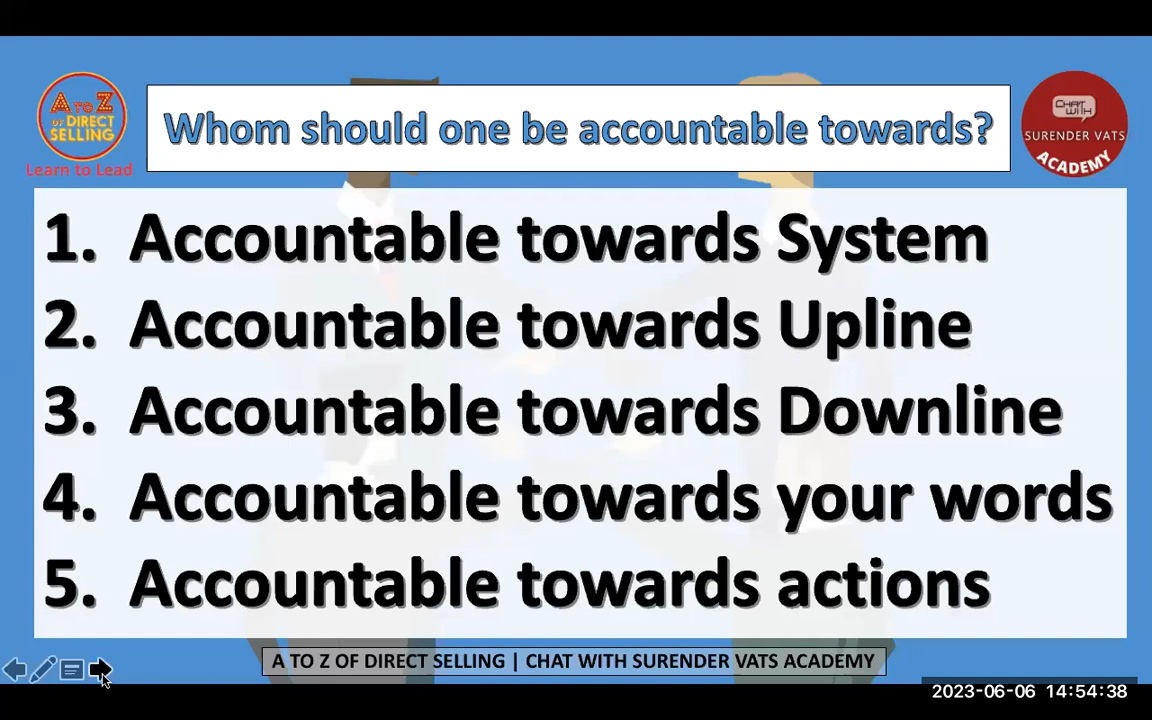 A TO Z
OF DIRECT
SELLING
Learn to Lead
Whom should one be accountable towards?
CHAT
WITH
SURENDER VATS
ACADEMY
1. Accountable towards System
2. Accountable towards Upline
3. Accountable towards Downline
4. Accountable towards your words
5. Accountable towards actions
A TO Z OF DIRECT SELLING | CHAT WITH SURENDER VATS ACADEMY
2023-06-06 14:54:38